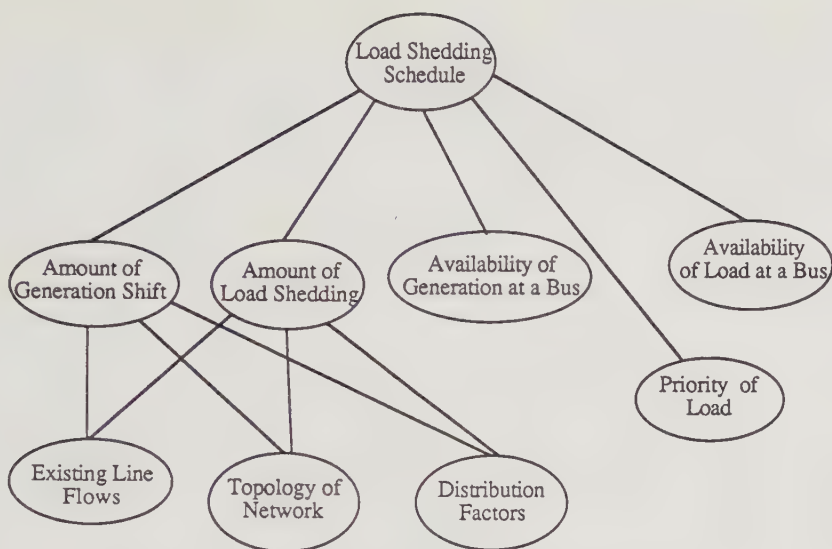 Load Shedding
Schedule
Amount of
Generation Shift
Amount of
Load Shedding
Availability of
Generation at a Bus
Availability
of Load at a Bus
Priority of
Load
Existing Line
Flows
Topology of
Network
Distribution
Factors